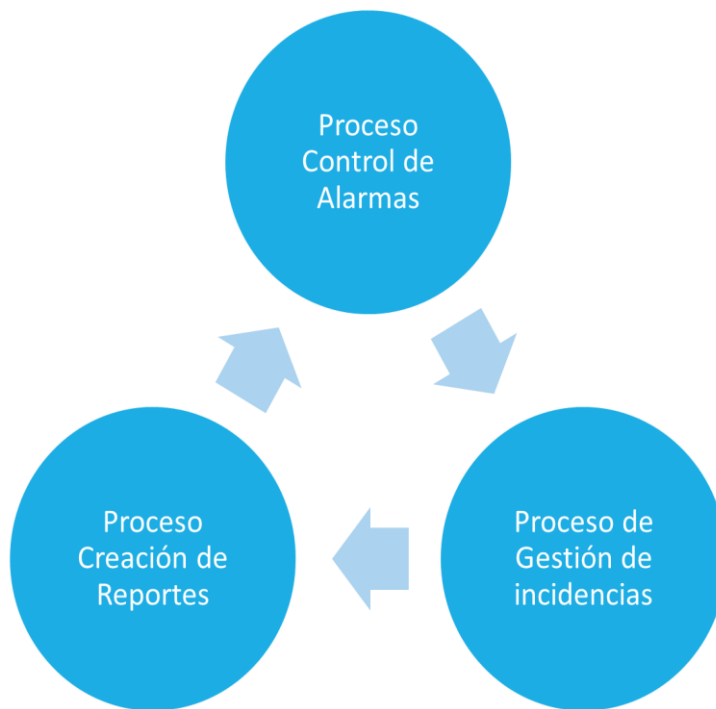 Proceso
Control de
Alarmas
Proceso de
Gestión de
incidencias
Proceso
Creación de
Reportes